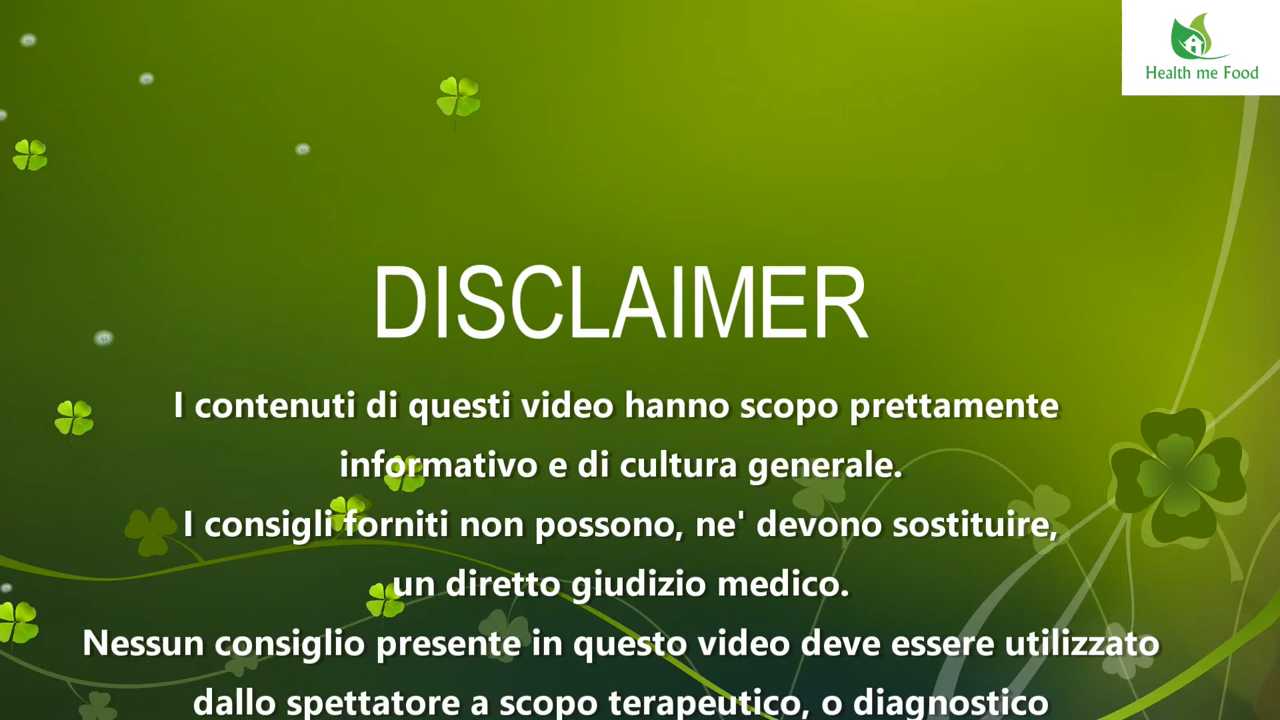 Health me Food
DISCLAIMER
I contenuti di questi video hanno scopo prettamente
informativo e di cultura generale.
I consigli forniti non possono, ne' devono sostituire,
un diretto giudizio medico.
Nessun consiglio presente in questo video deve essere utilizzato
dallo spettatore a scopo terapeutico, o diagnostico